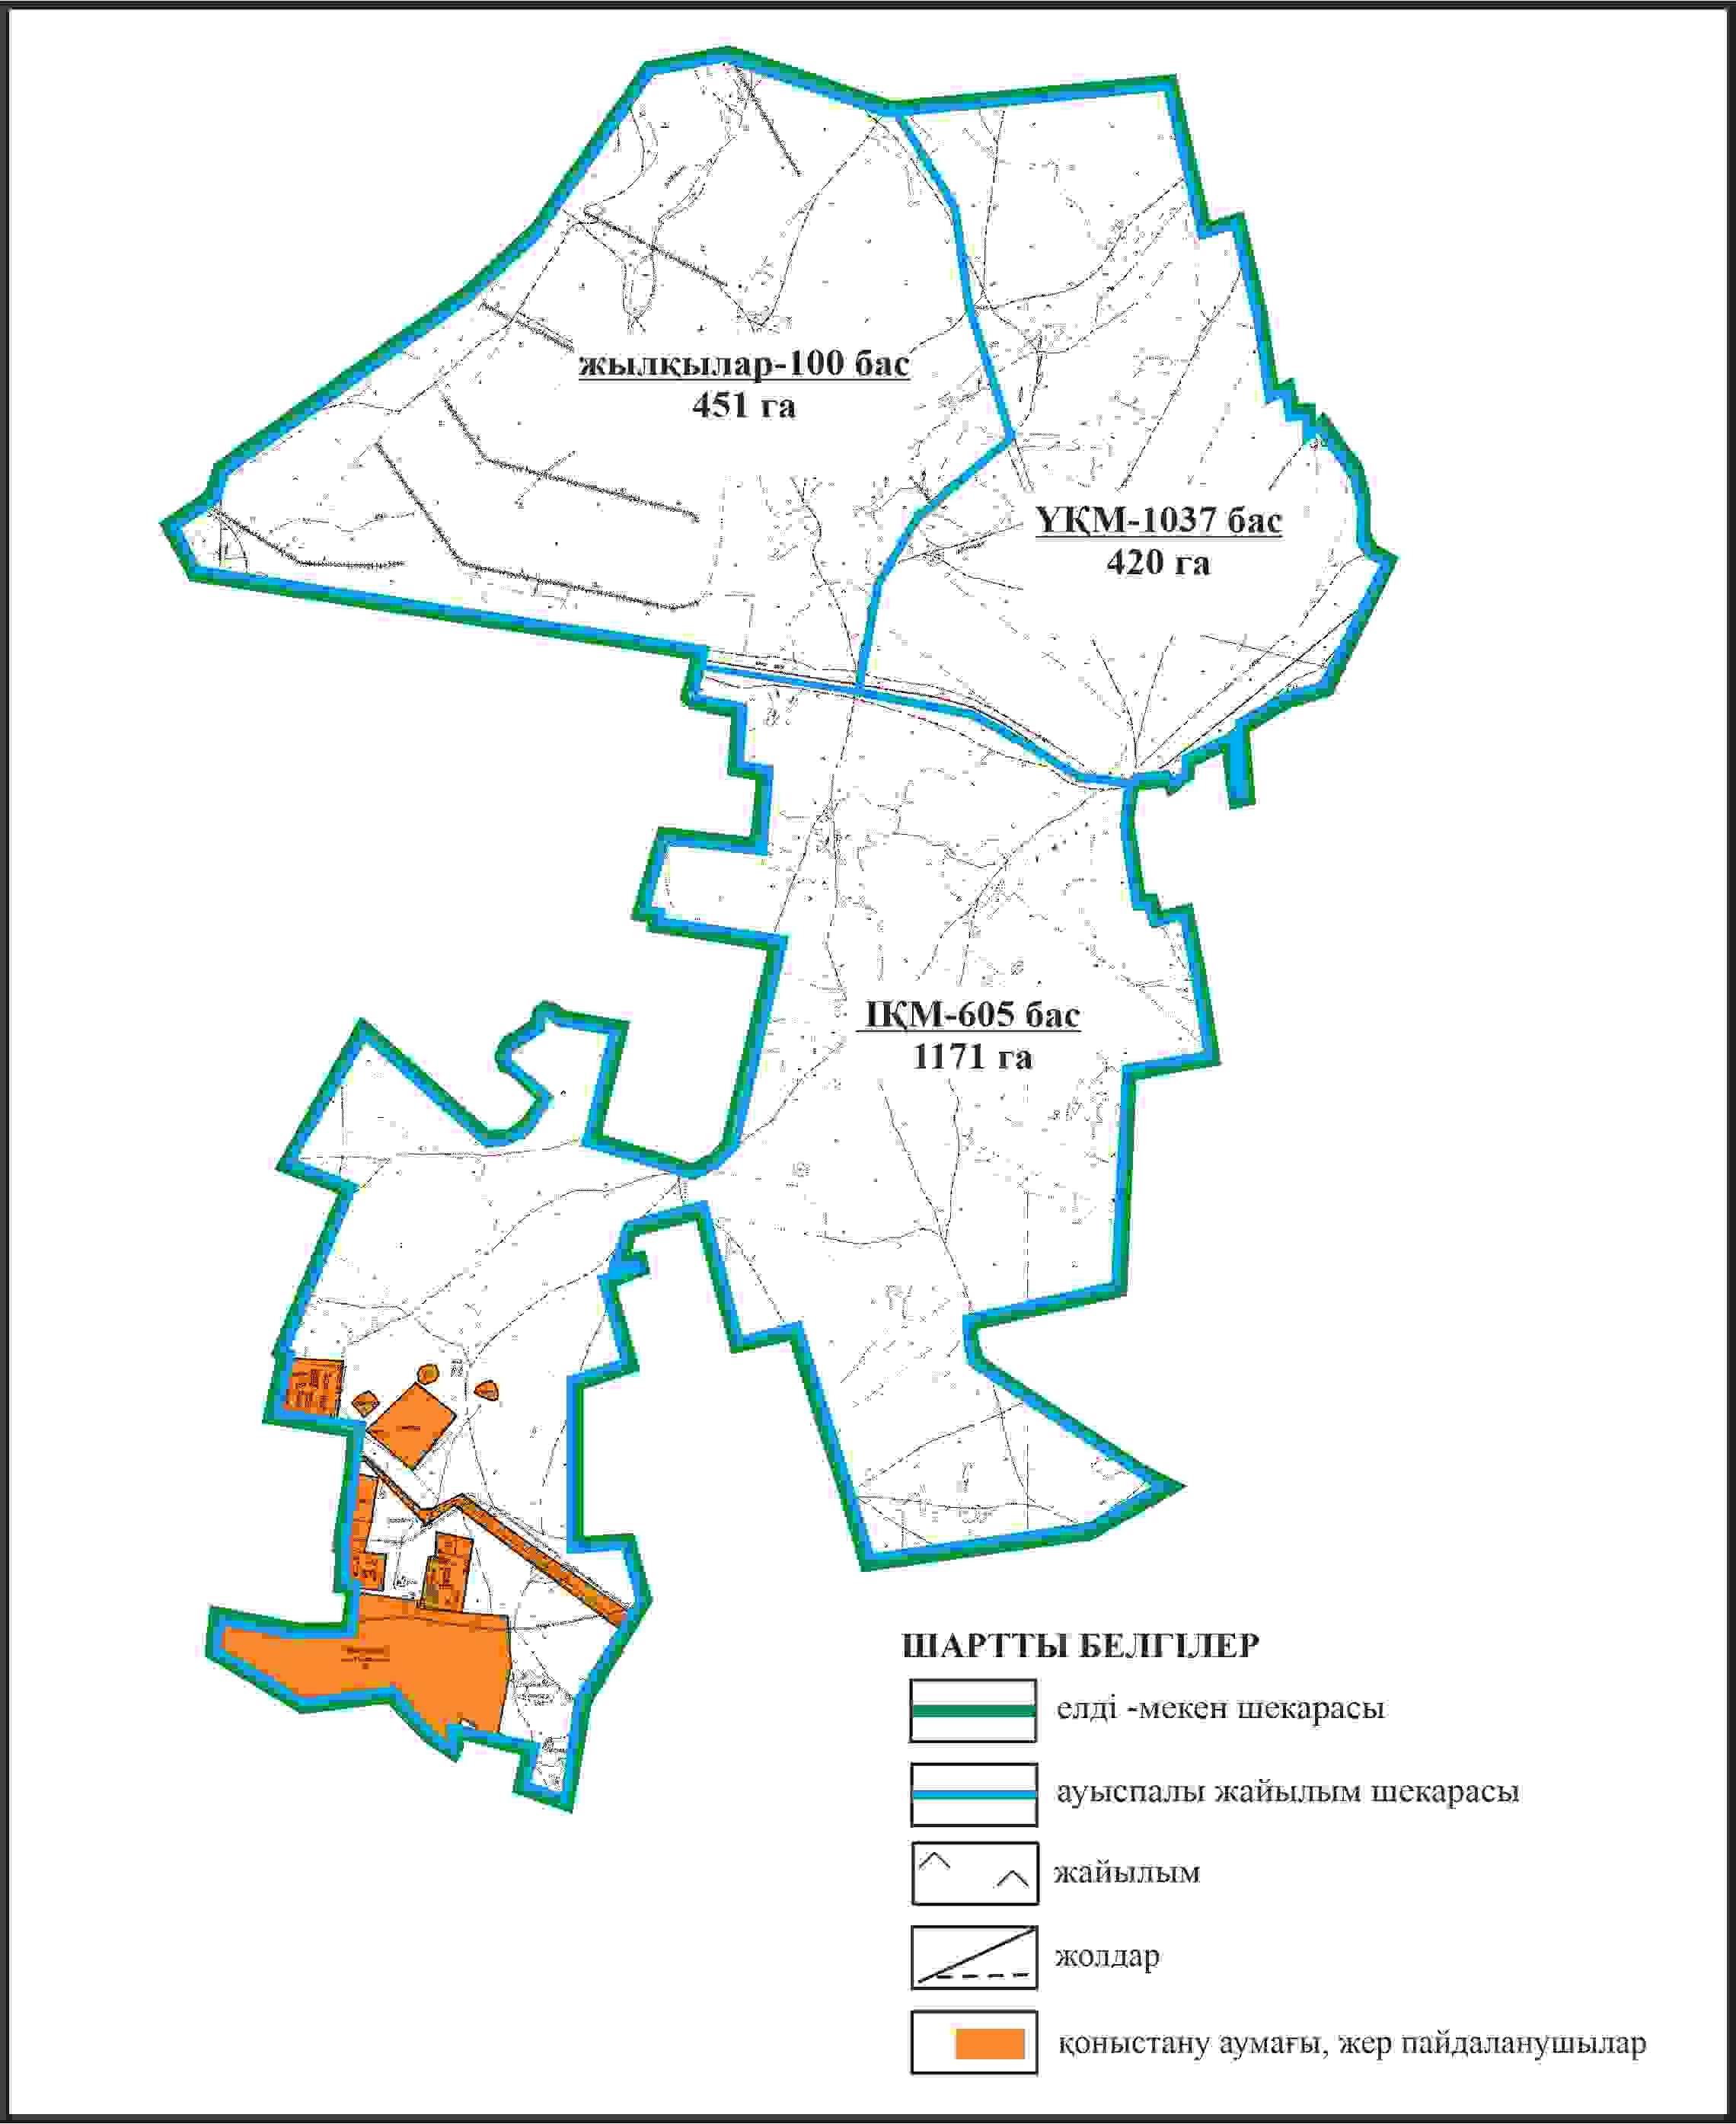 жылқылар-100 бас
451 га
ҮҚМ-1037 бас
420 га
ІҚМ-605 бас
1171 га
ШАРТТЫ БЕЛГІЛЕР
елді -мекен шекарасы
ауыспалы жайылым шекарасы
жайылым
жолдар
қоныстану аумағы, жер пайдаланушылар